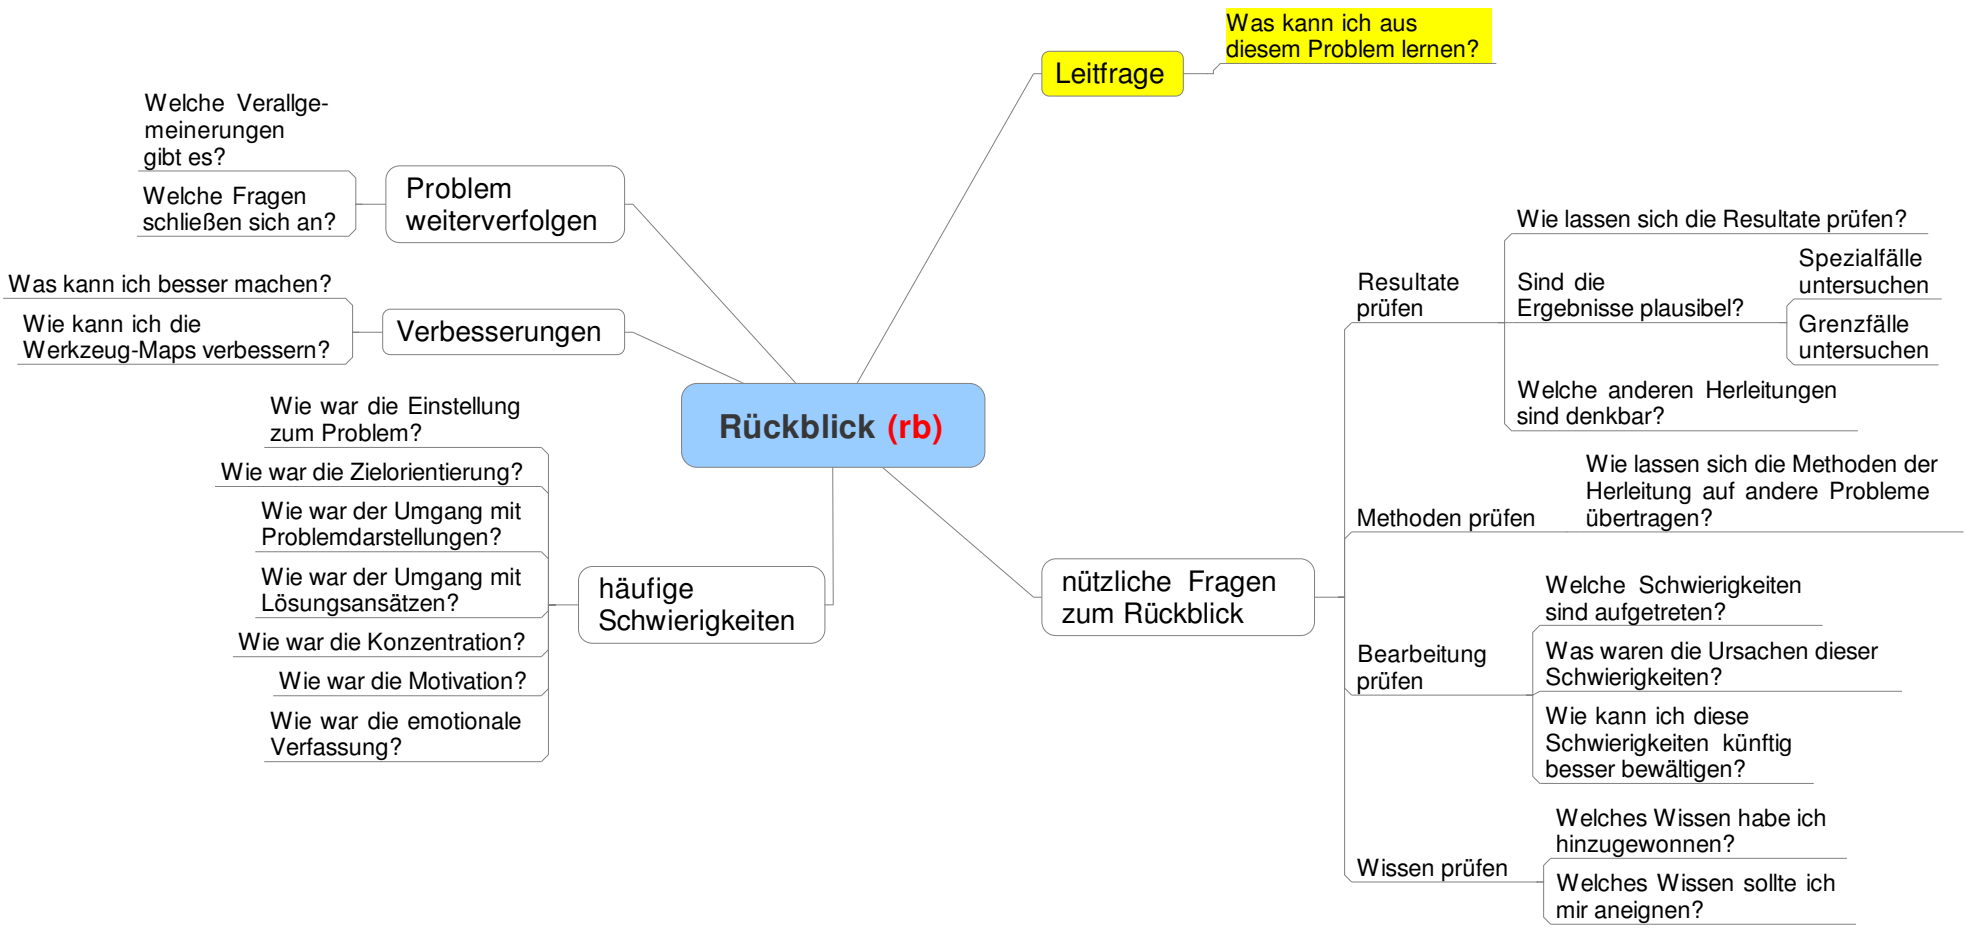 Rückblick (rb)
Leitfrage
Was kann ich aus
diesem Problem lernen?
nützliche Fragen
zum Rückblick
Resultate
prüfen
Wie lassen sich die Resultate prüfen?
Sind die
Ergebnisse plausibel?
Spezialfälle
untersuchen
Grenzfälle
untersuchen
Welche anderen Herleitungen
sind denkbar?
Methoden prüfen
Wie lassen sich die Methoden der
Herleitung auf andere Probleme
übertragen?
Bearbeitung
prüfen
Welche Schwierigkeiten
sind aufgetreten?
Was waren die Ursachen dieser
Schwierigkeiten?
Wie kann ich diese
Schwierigkeiten künftig
besser bewältigen?
Wissen prüfen
Welches Wissen habe ich
hinzugewonnen?
Welches Wissen sollte ich
mir aneignen?
Problem
weiterverfolgen
Welche Verallge-
meinerungen
gibt es?
Welche Fragen
schließen sich an?
Verbesserungen
Was kann ich besser machen?
Wie kann ich die
Werkzeug-Maps verbessern?
häufige
Schwierigkeiten
Wie war die Einstellung
zum Problem?
Wie war die Zielorientierung?
Wie war der Umgang mit
Problemdarstellungen?
Wie war der Umgang mit
Lösungsansätzen?
Wie war die Konzentration?
Wie war die Motivation?
Wie war die emotionale
Verfassung?